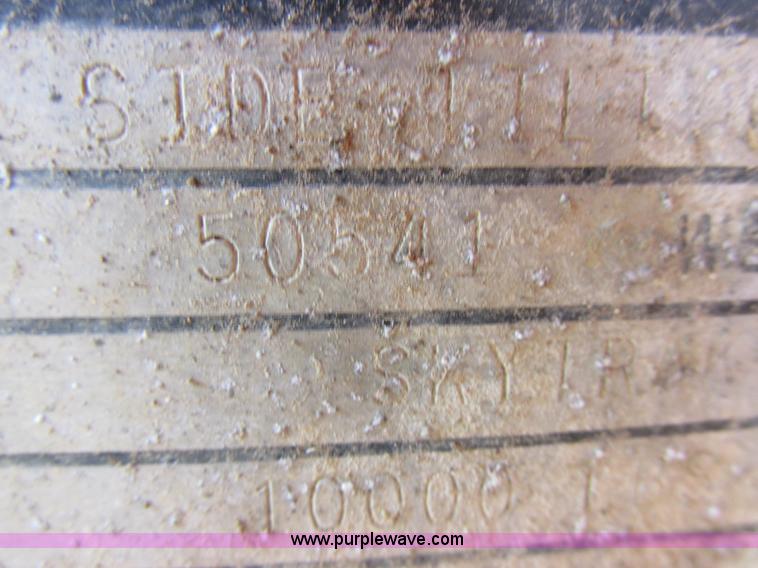 SIDE TILT
50541
SKYTR
10000
www.purplewave.com